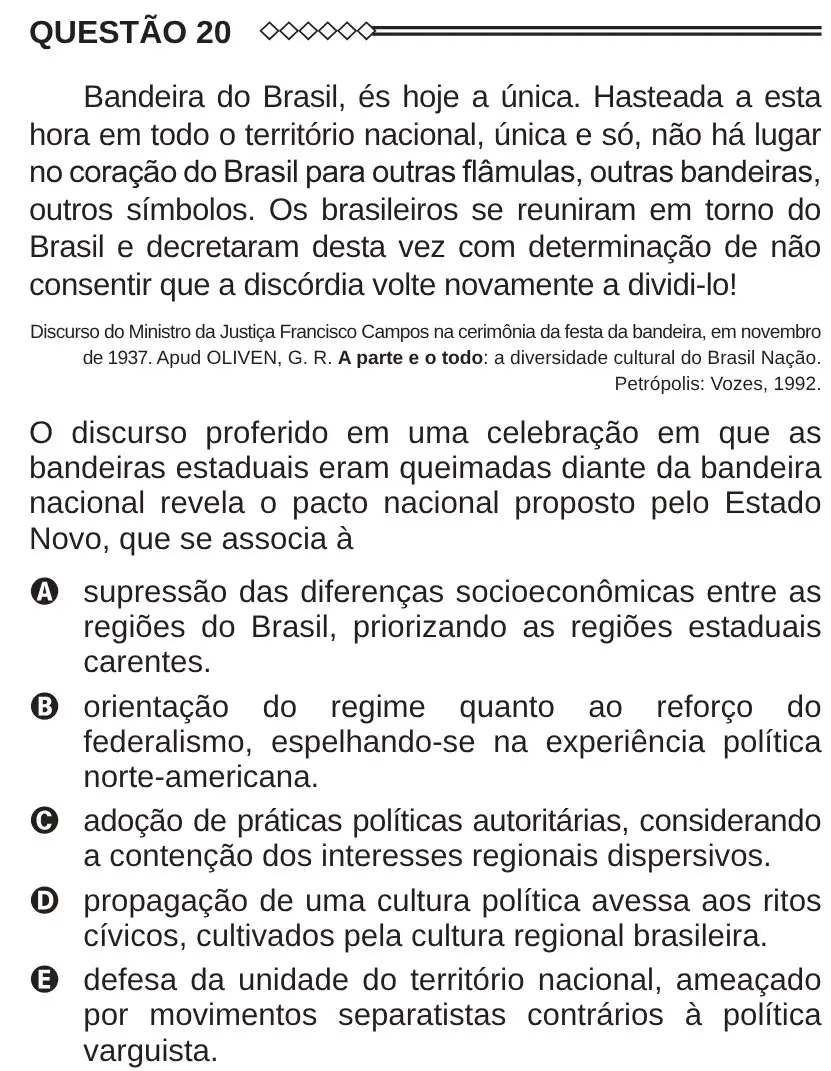 QUESTÃO 20
Bandeira do Brasil, és hoje a única. Hasteada a esta
hora em todo o território nacional, única e só, não há lugar
no coração do Brasil para outras flâmulas, outras bandeiras,
outros símbolos. Os brasileiros se reuniram em torno do
Brasil e decretaram desta vez com determinação de não
consentir que a discórdia volte novamente a dividi-lo!
Discurso do Ministro da Justiça Francisco Campos na cerimônia da festa da bandeira, em novembro
de 1937. Apud OLIVEN, G. R. A parte e o todo: a diversidade cultural do Brasil Nação.
Petrópolis: Vozes, 1992.
O discurso proferido em uma celebração em que as
bandeiras estaduais eram queimadas diante da bandeira
nacional revela o pacto nacional proposto pelo Estado
Novo, que se associa à
A supressão das diferenças socioeconômicas entre as
regiões do Brasil, priorizando as regiões estaduais
carentes.
B orientação do regime quanto ao reforço do
federalismo, espelhando-se na experiência política
norte-americana.
C adoção de práticas políticas autoritárias, considerando
a contenção dos interesses regionais dispersivos.
D propagação de uma cultura política avessa aos ritos
cívicos, cultivados pela cultura regional brasileira.
E defesa da unidade do território nacional, ameaçado
por movimentos separatistas contrários à política
varguista.